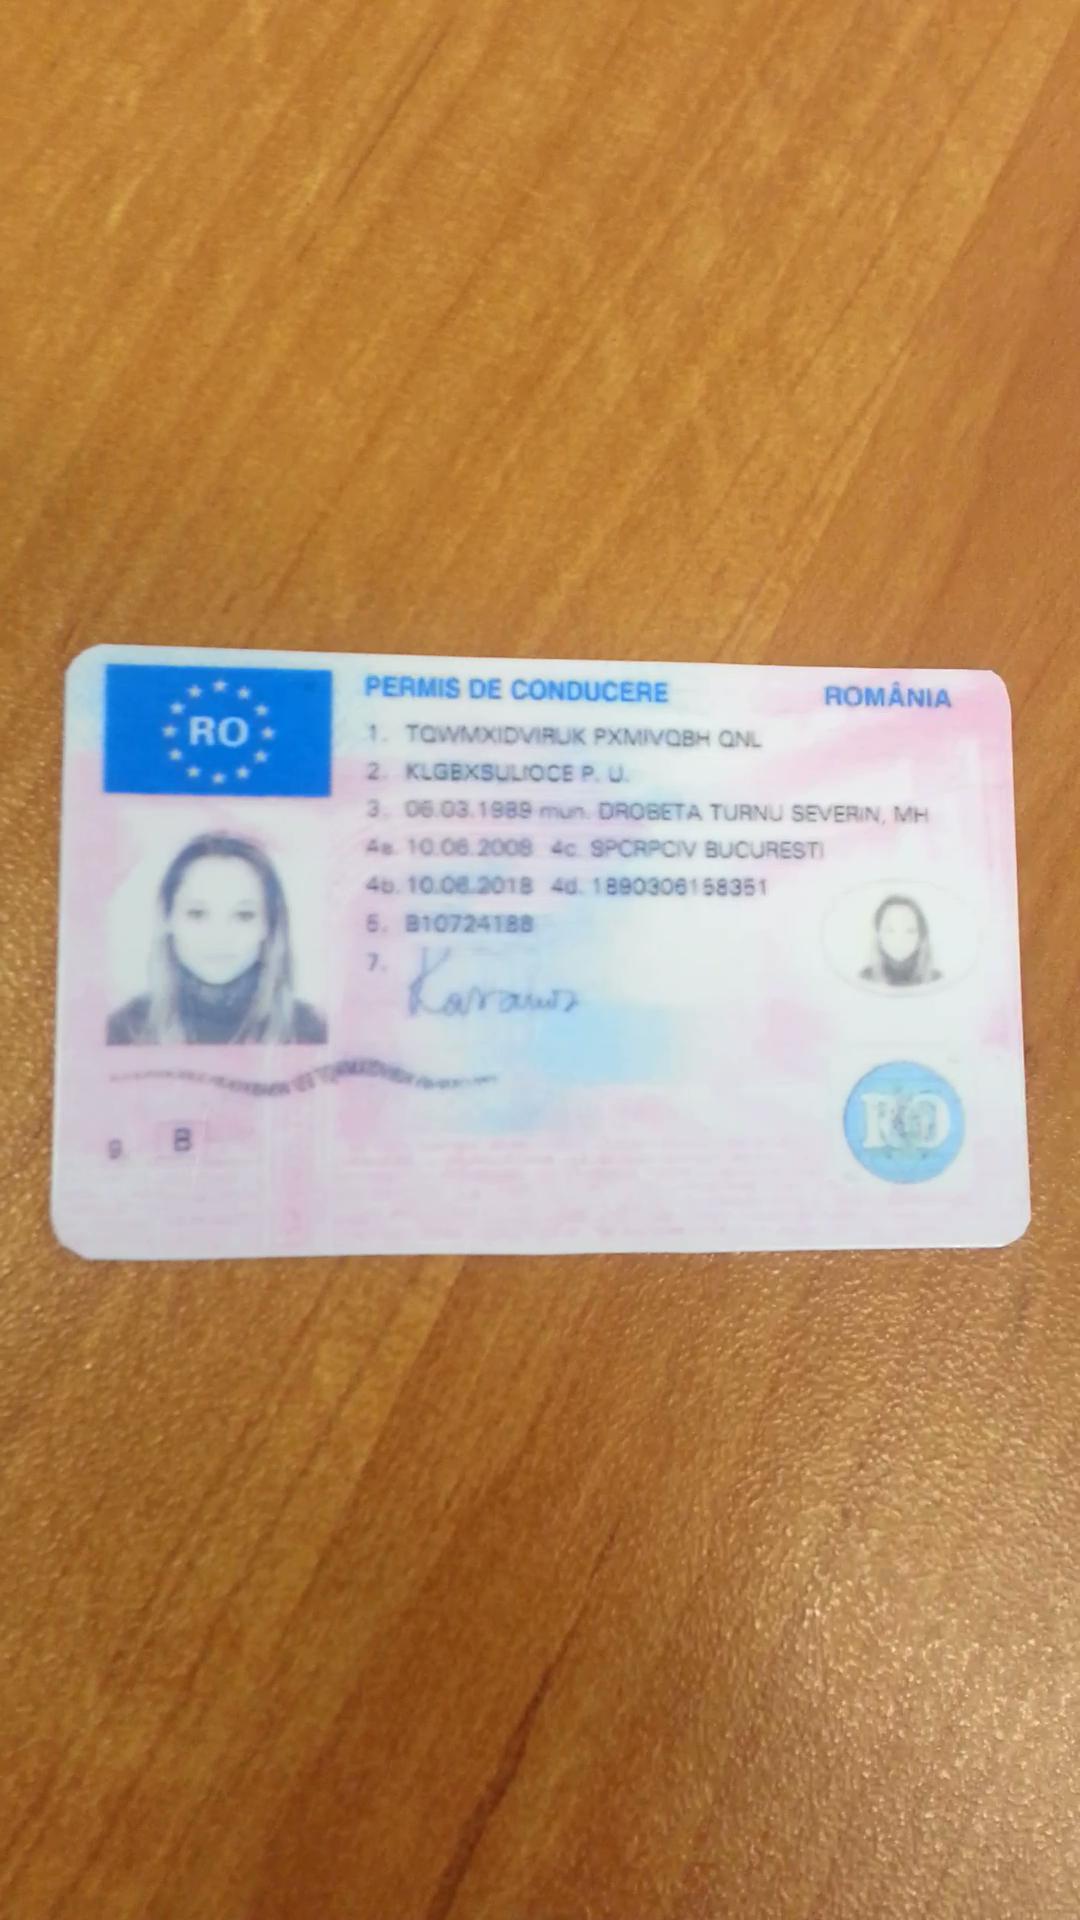 RO
PERMIS DE CONDUCERE ROMÂNIA
1. TQWMXIDVIRUK PXMIVQBH QNL
2. KLGBXSULIOCE P. U.
3. 06.03.1989 mun. DROBETA TURNU SEVERIN, MH
4a. 10.06.2008 4c. SPCRPCIV BUCURESTI
4b. 10.06.2018 4d. 1890306158351
5. B10724188
7.
9. B
RO